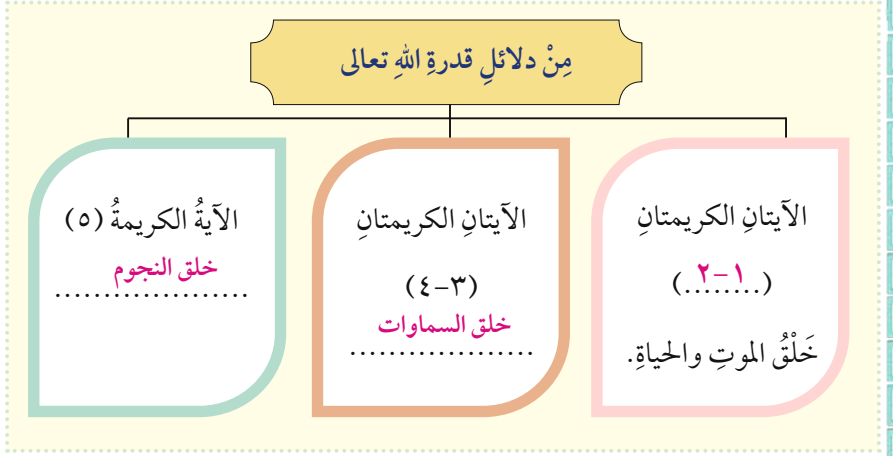 مِنْ دلائلِ قدرةِ اللهِ تعالى
الآيتانِ الكريمتانِ
(١-٢........)
خَلْقُ الموتِ والحياةِ.
الآيتانِ الكريمتانِ
(٣-٤)
خلق السماوات
...................
الآيةُ الكريمةُ (٥)
خلق النجوم
....................